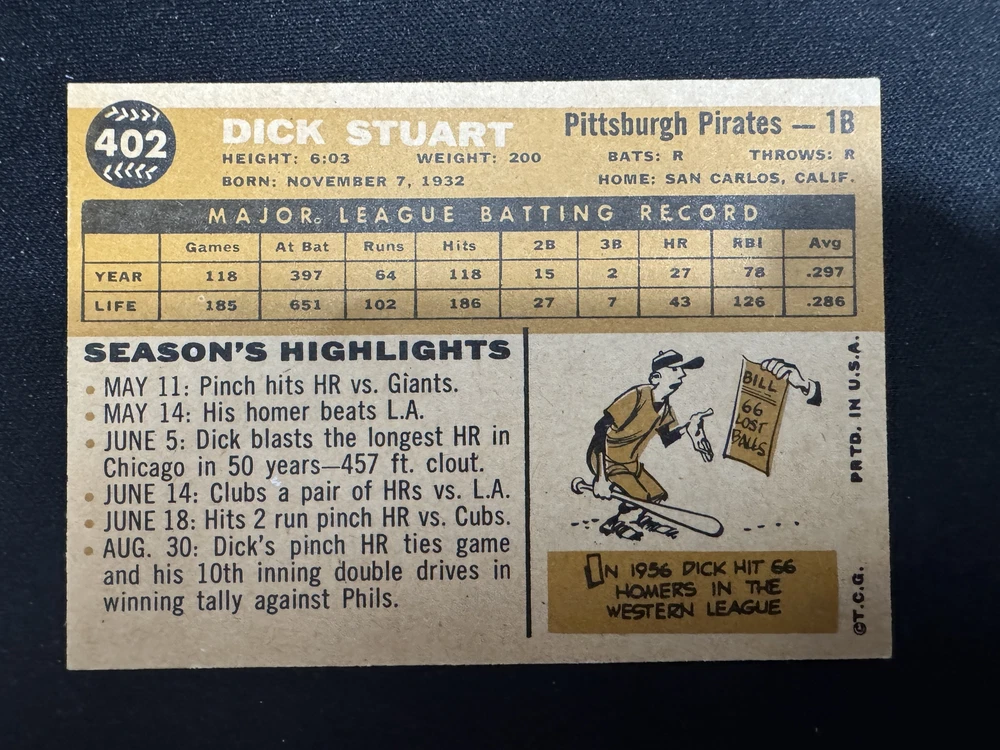 402
DICK STUART
Pittsburgh Pirates — 1B
HEIGHT: 6:03 WEIGHT: 200 BATS: R THROWS: R
BORN: NOVEMBER 7, 1932 HOME: SAN CARLOS, CALIF.
MAJOR LEAGUE BATTING RECORD
Games At Bat Runs Hits 2B 3B HR RBI Avg
YEAR 118 397 64 118 15 2 27 78 .297
LIFE 185 651 102 186 27 7 43 126 .286
SEASON'S HIGHLIGHTS
• MAY 11: Pinch hits HR vs. Giants.
• MAY 14: His homer beats L.A.
• JUNE 5: Dick blasts the longest HR in
Chicago in 50 years—457 ft. clout.
• JUNE 14: Clubs a pair of HRs vs. L.A.
• JUNE 18: Hits 2 run pinch HR vs. Cubs.
• AUG. 30: Dick's pinch HR ties game
and his 10th inning double drives in
winning tally against Phils.
BILL
66
LOST
BALLS
IN 1956 DICK HIT 66
HOMERS IN THE
WESTERN LEAGUE
©T.C.G. PRTD. IN U.S.A.